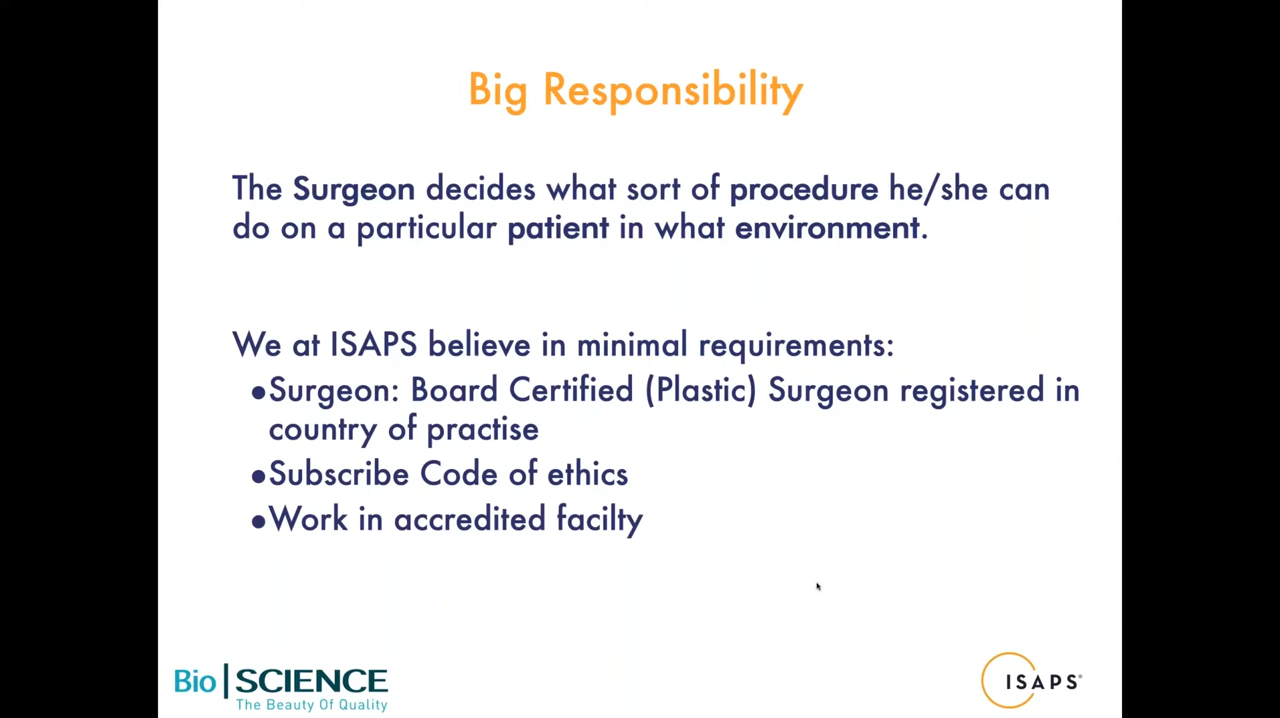 Big Responsibility
The Surgeon decides what sort of procedure he/she can
do on a particular patient in what environment.
We at ISAPS believe in minimal requirements:
●Surgeon: Board Certified (Plastic) Surgeon registered in
country of practise
●Subscribe Code of ethics
●Work in accredited facilty
Bio|SCIENCE
The Beauty Of Quality
ISAPS®